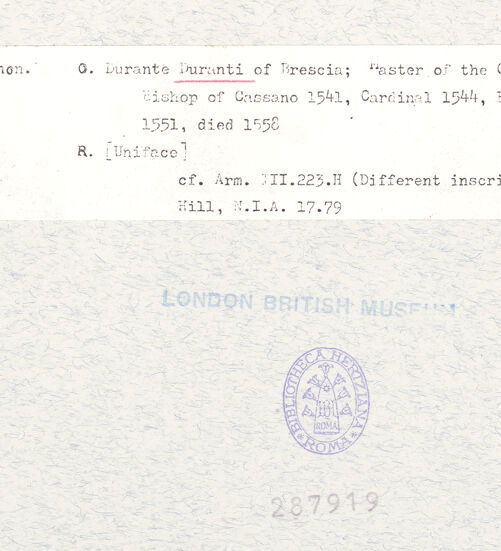 non. O. Durante Duranti of Brescia; Master of the
Bishop of Cassano 1541, Cardinal 1544,
1551, died 1558
R. [Uniface]
cf. Arm. III.223.H (Different inscri
Hill, N.I.A. 17.79
LONDON BRITISH MUSEUM
BIBLIOTHECA HERTZIANA
ROMA
* ROMA *
287919